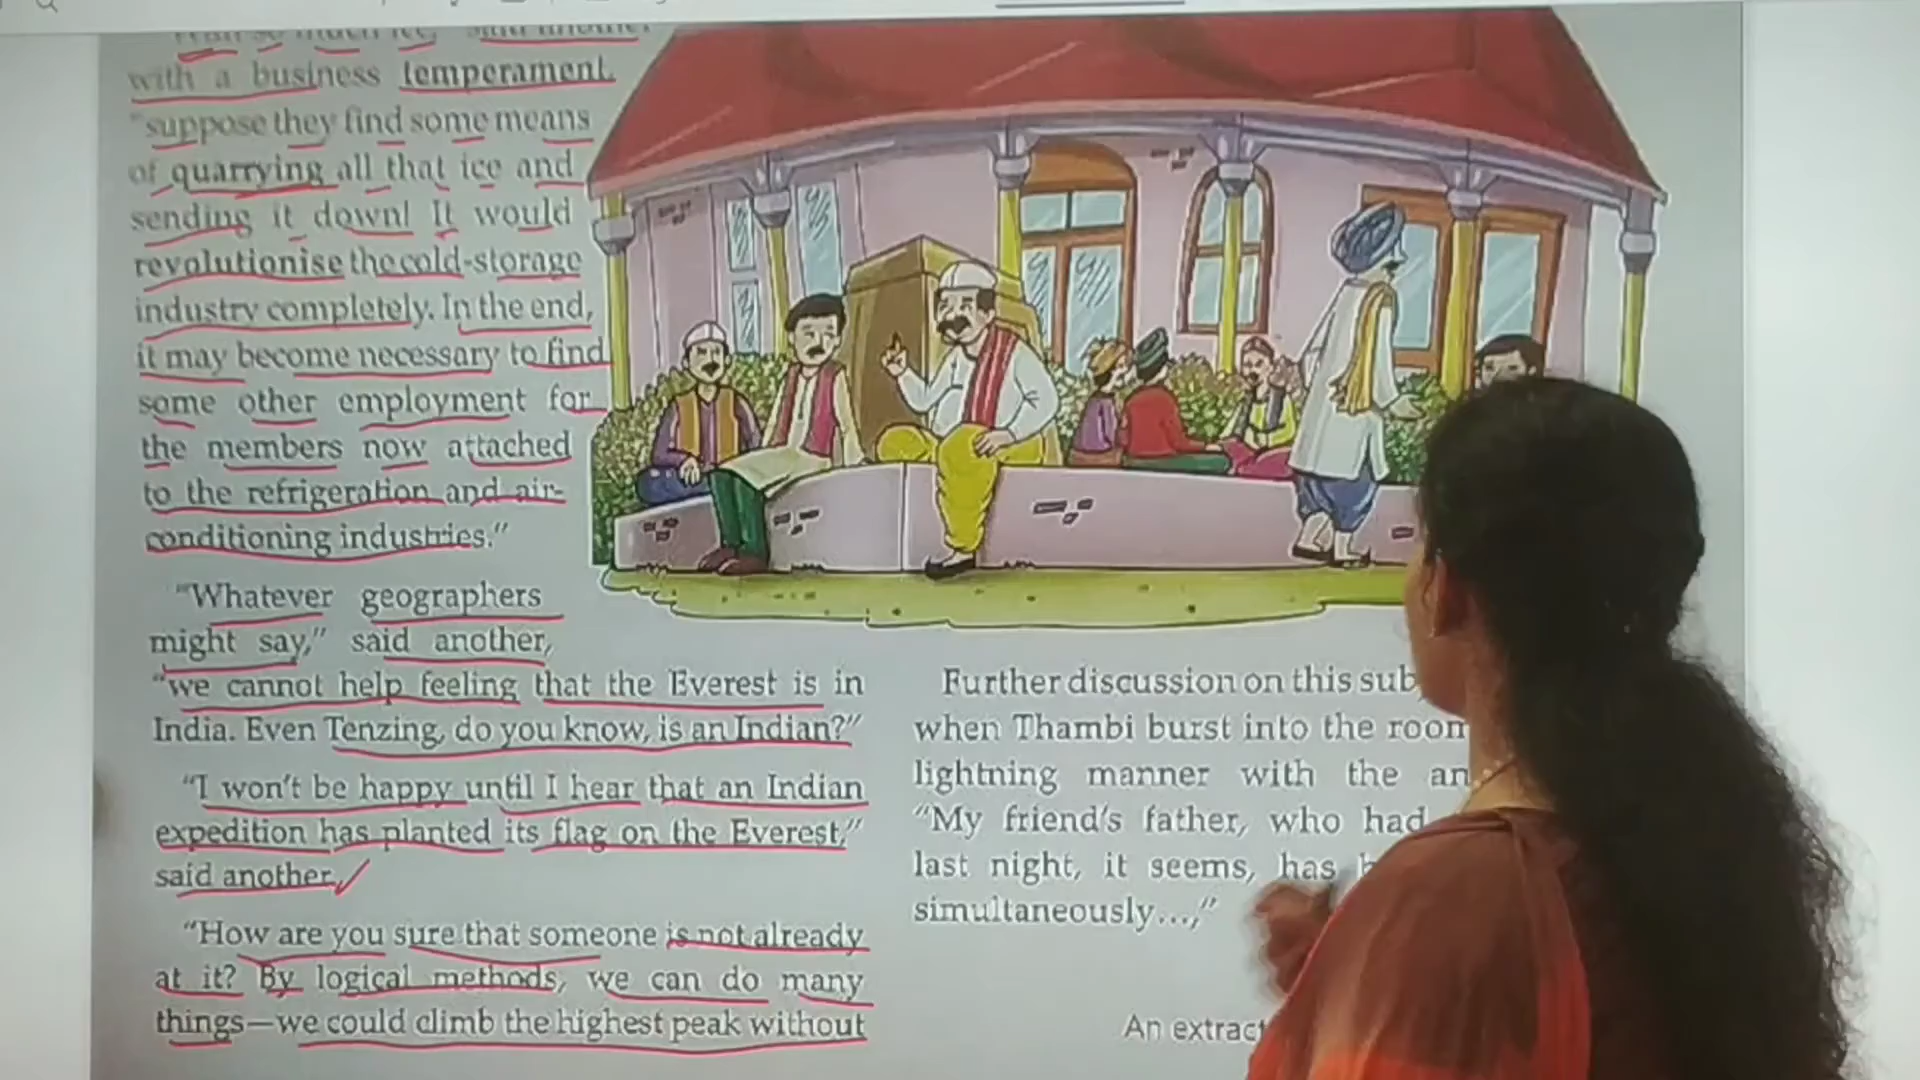 with a business temperament.
"suppose they find some means
of quarrying all that ice and
sending it down! It would
revolutionise the cold-storage
industry completely. In the end,
it may become necessary to find
some other employment for
the members now attached
to the refrigeration and air-
conditioning industries."
"Whatever geographers
might say," said another,
"we cannot help feeling that the Everest is in
India. Even Tenzing, do you know, is an Indian?"
"I won't be happy until I hear that an Indian
expedition has planted its flag on the Everest,"
said another.
"How are you sure that someone is not already
at it? By logical methods, we can do many
things—we could climb the highest peak without
Further discussion on this
when Thambi burst into the
lightning manner with the
"My friend's father, who had
last night, it seems, has
simultaneously...,"
An extract